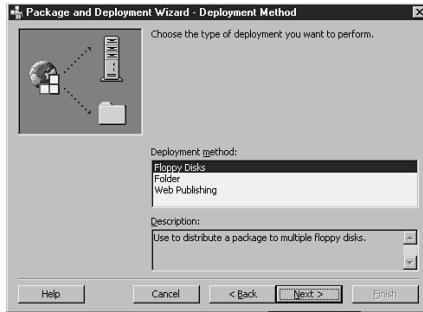 Package and Deployment Wizard - Deployment Method
Choose the type of deployment you want to perform.
Deployment method:
Floppy Disks
Folder
Web Publishing
Description:
Use to distribute a package to multiple floppy disks.
Help
Cancel
< Back
Next >
Finish